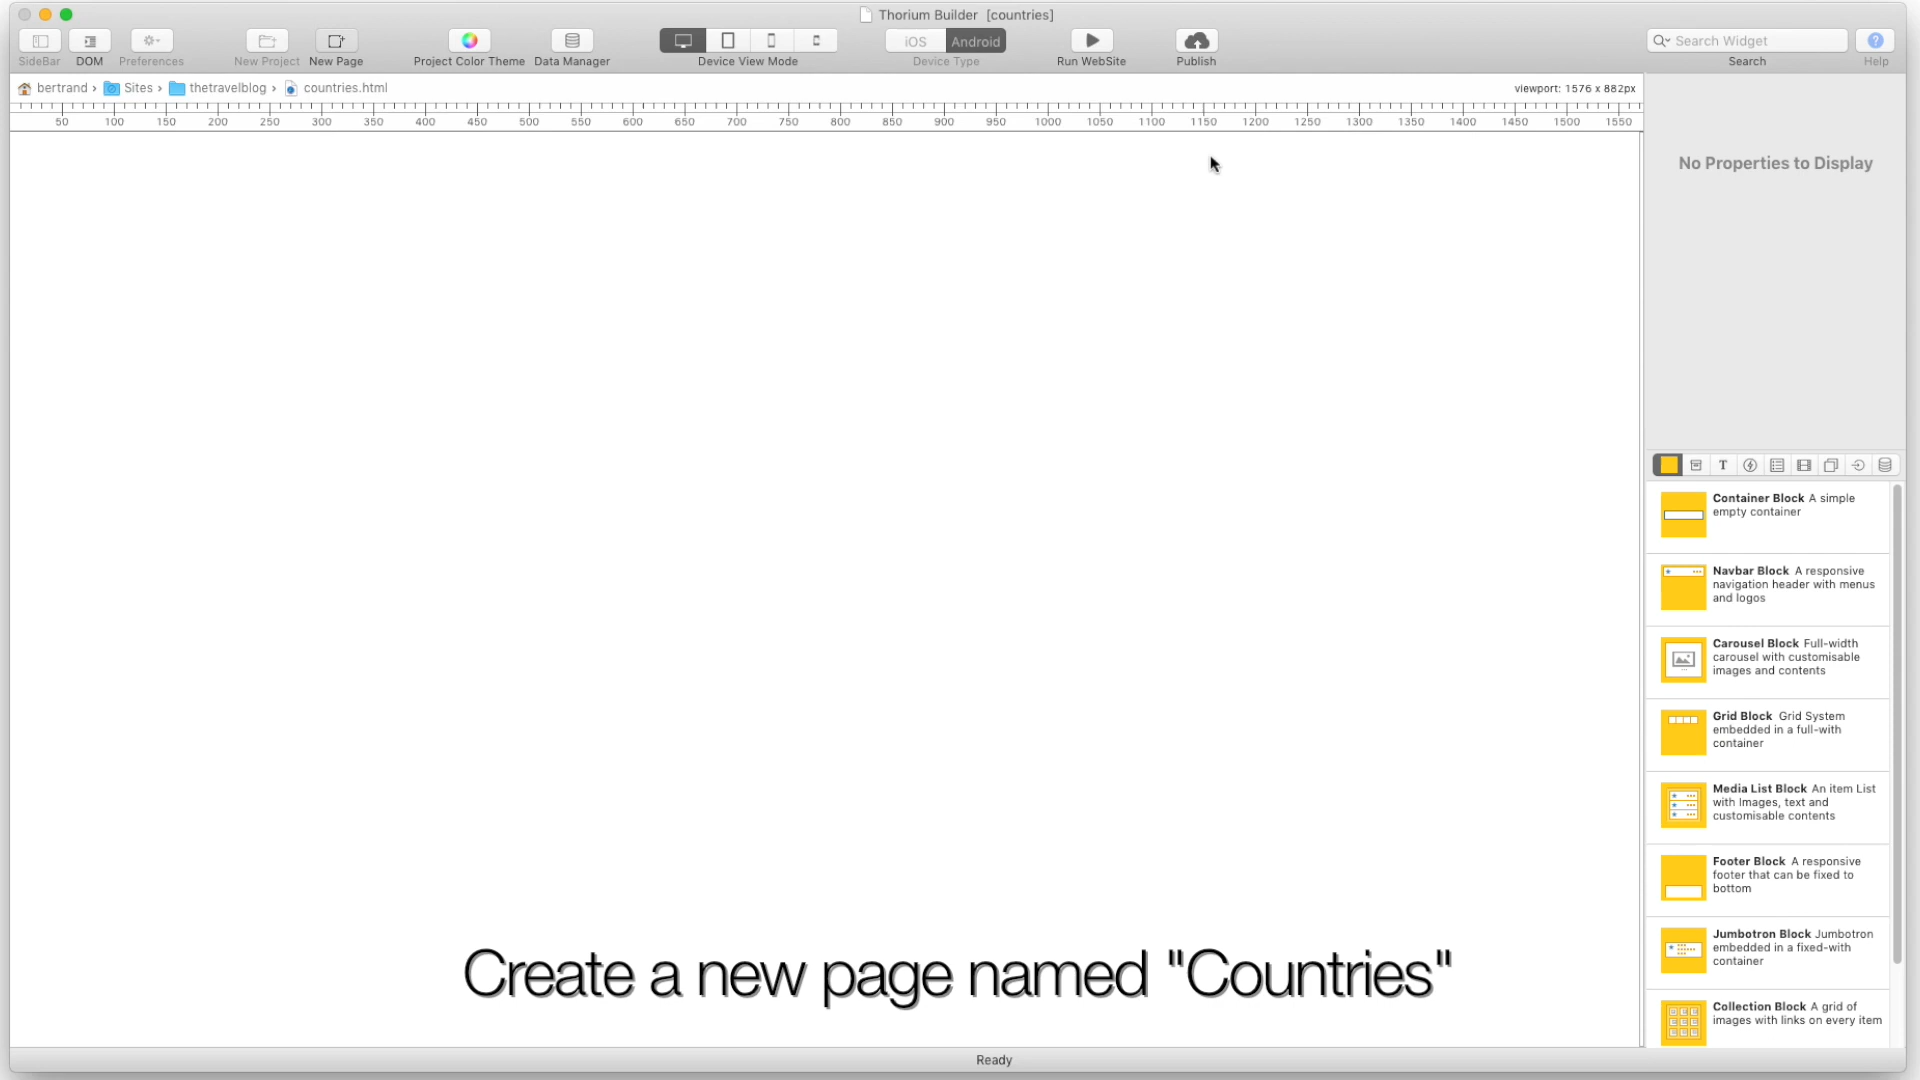 Thorium Builder [countries]
SideBar DOM Preferences New Project New Page Project Color Theme Data Manager Device View Mode iOS Android Device Type Run WebSite Publish Search Widget Search Help
bertrand › Sites › thetravelblog › countries.html
viewport: 1576 x 882px
50 100 150 200 250 300 350 400 450 500 550 600 650 700 750 800 850 900 950 1000 1050 1100 1150 1200 1250 1300 1350 1400 1450 1500 1550
No Properties to Display
T
Container Block A simple
empty container
Navbar Block A responsive
navigation header with menus
and logos
Carousel Block Full-width
carousel with customisable
images and contents
Grid Block Grid System
embedded in a full-with
container
Media List Block An item List
with Images, text and
customisable contents
Footer Block A responsive
footer that can be fixed to
bottom
Jumbotron Block Jumbotron
embedded in a fixed-with
container
Collection Block A grid of
images with links on every item
Create a new page named "Countries"
Ready